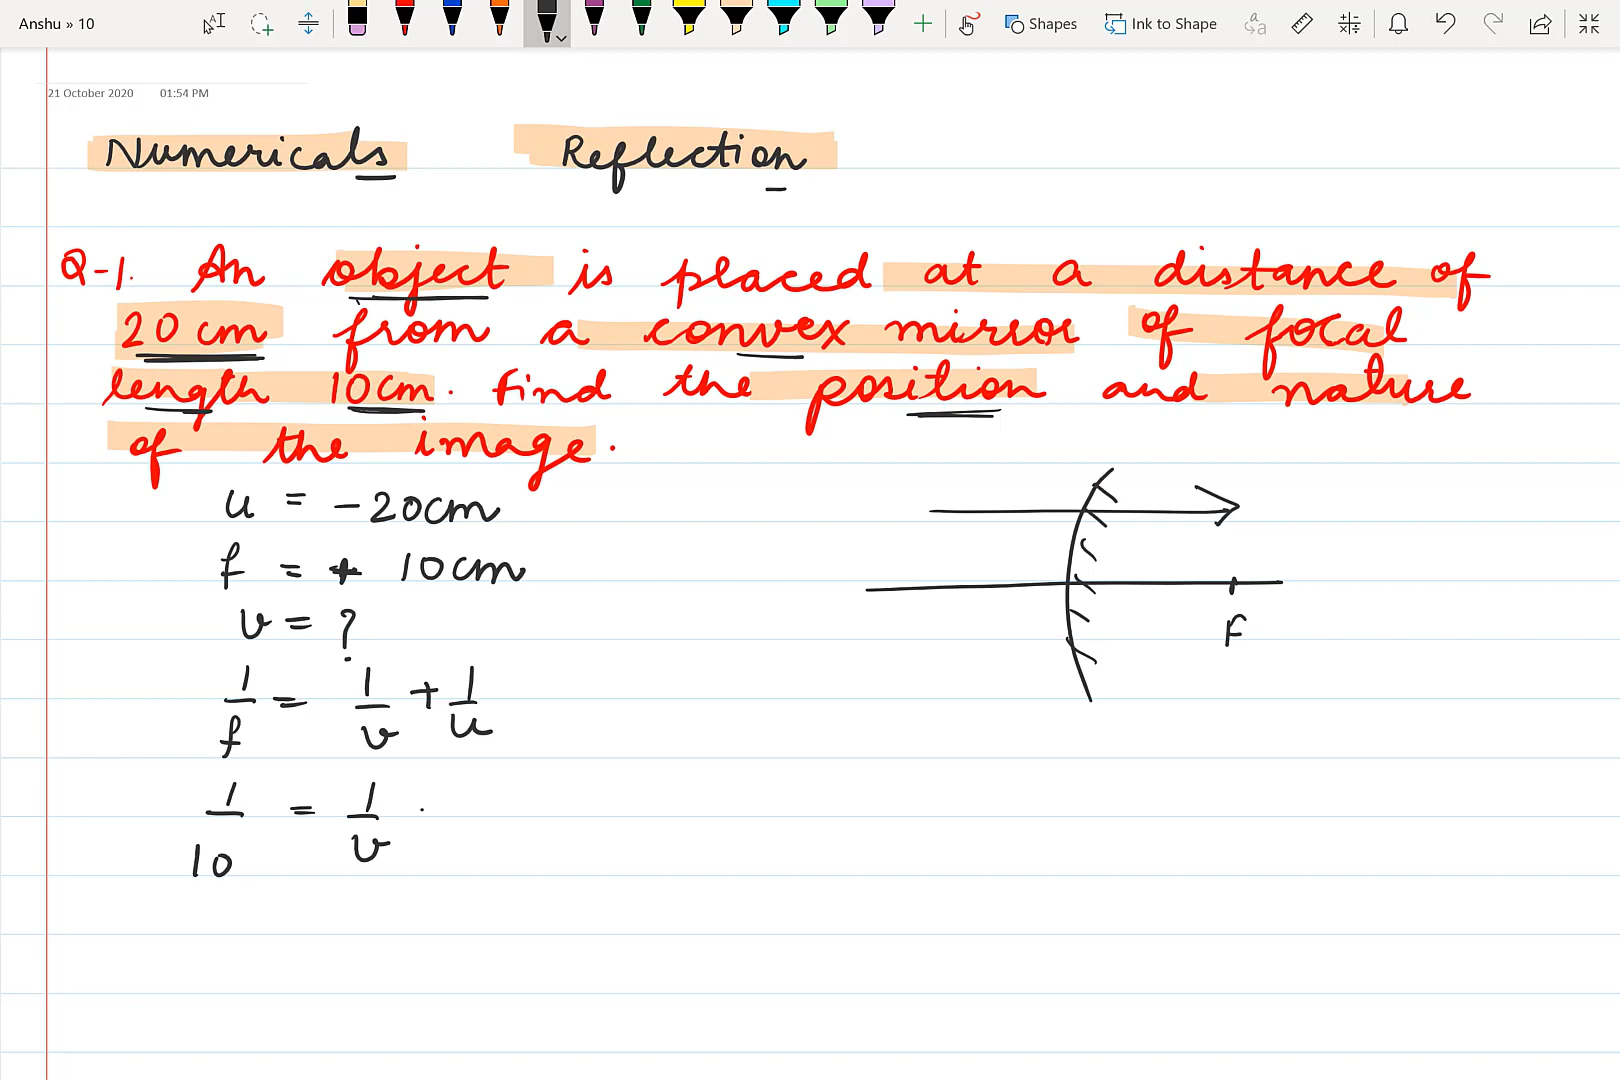 Anshu » 10
Shapes
Ink to Shape
21 October 2020 01:54 PM
Numericals Reflection
Q-1. An object is placed at a distance of
20 cm from a convex mirror of focal
length 10cm. find the position and nature
of the image.
u = -20cm
f = + 10cm
v = ?
1/f = 1/v + 1/u
1/10 = 1/v
F